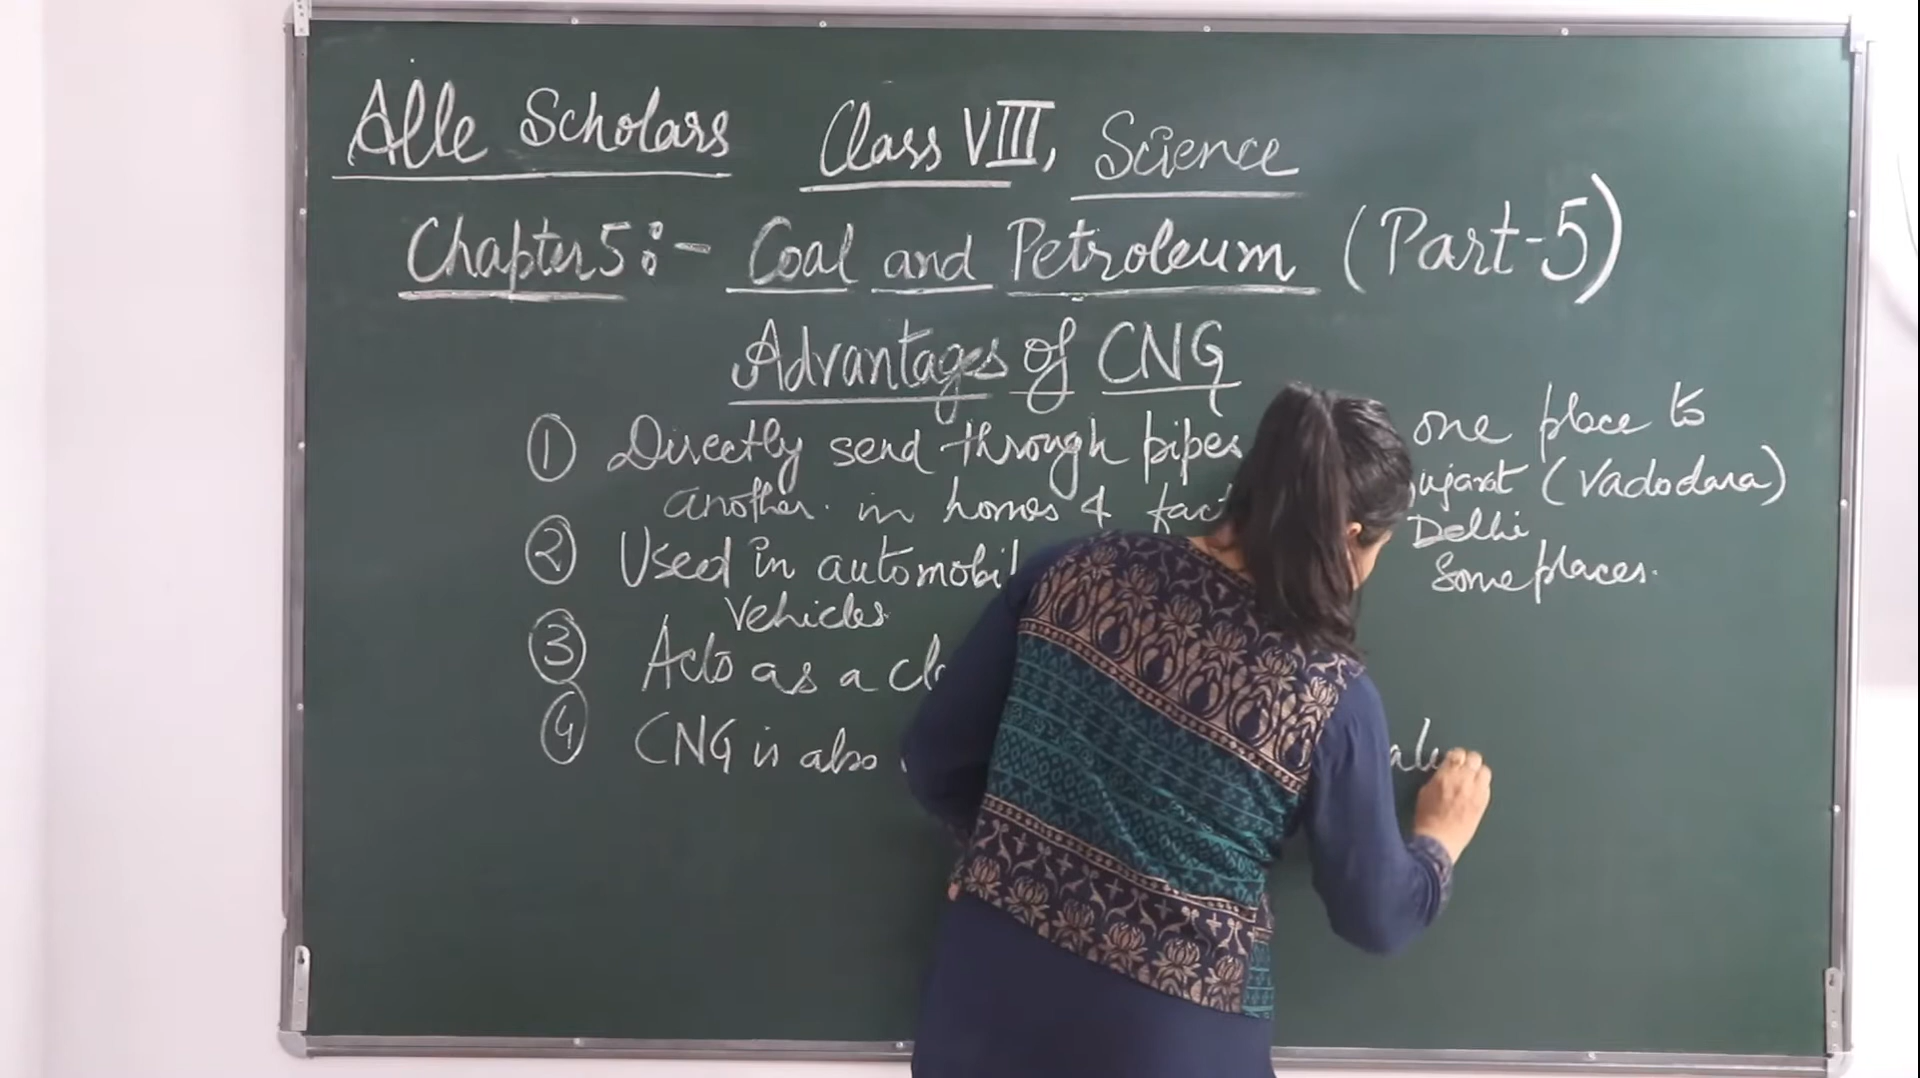 Alle Scholars Class VIII, Science
Chapter 5:- Coal and Petroleum (Part-5)
Advantages of CNG
① Directly send through pipes one place to
another. in homes & fact ujarat (Vadodara)
Delhi
② Used in automobil Some places.
Vehicles
③ Acts as a cle
④ CNG is also